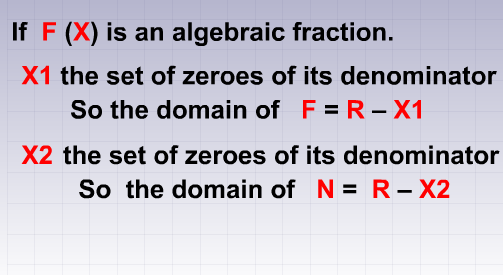 If F (X) is an algebraic fraction.
X1 the set of zeroes of its denominator
So the domain of F = R – X1
X2 the set of zeroes of its denominator
So the domain of N = R – X2